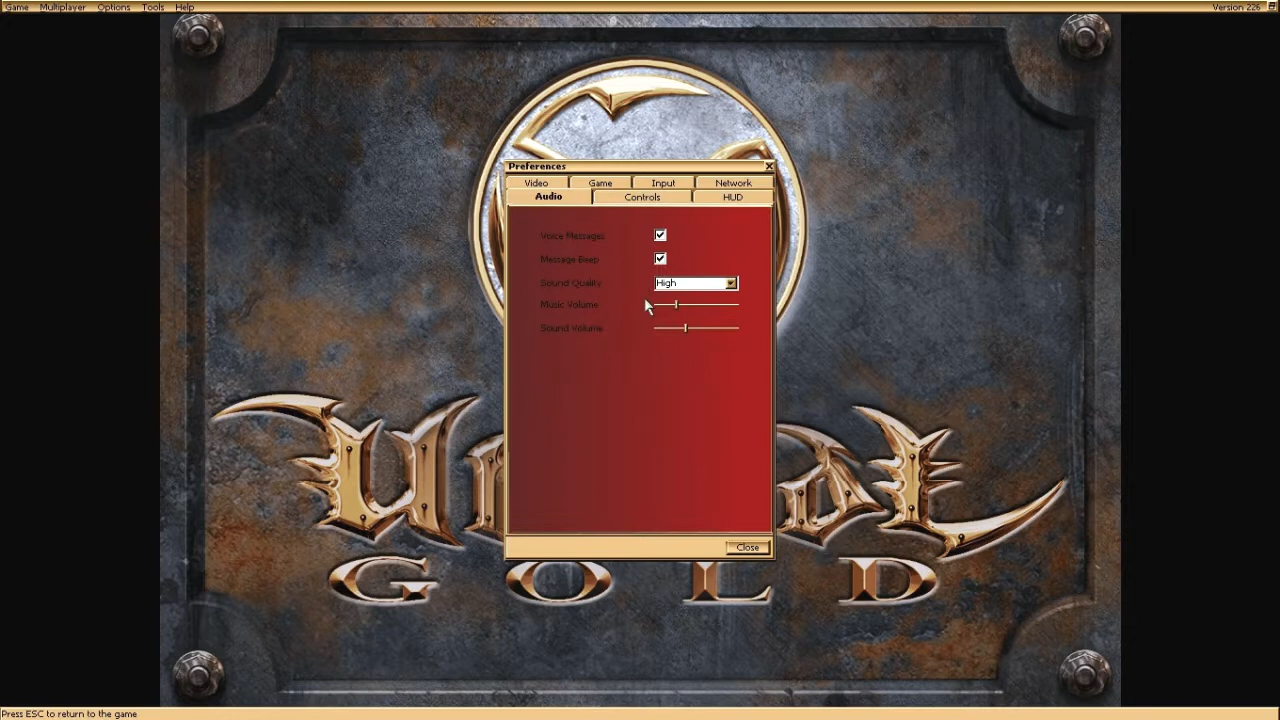 Game Multiplayer Options Tools Help Version 226
Preferences
Video Game Input Network
Audio Controls HUD
Voice Messages
Message Beep
Sound Quality High
Music Volume
Sound Volume
Close
GOLD
Press ESC to return to the game